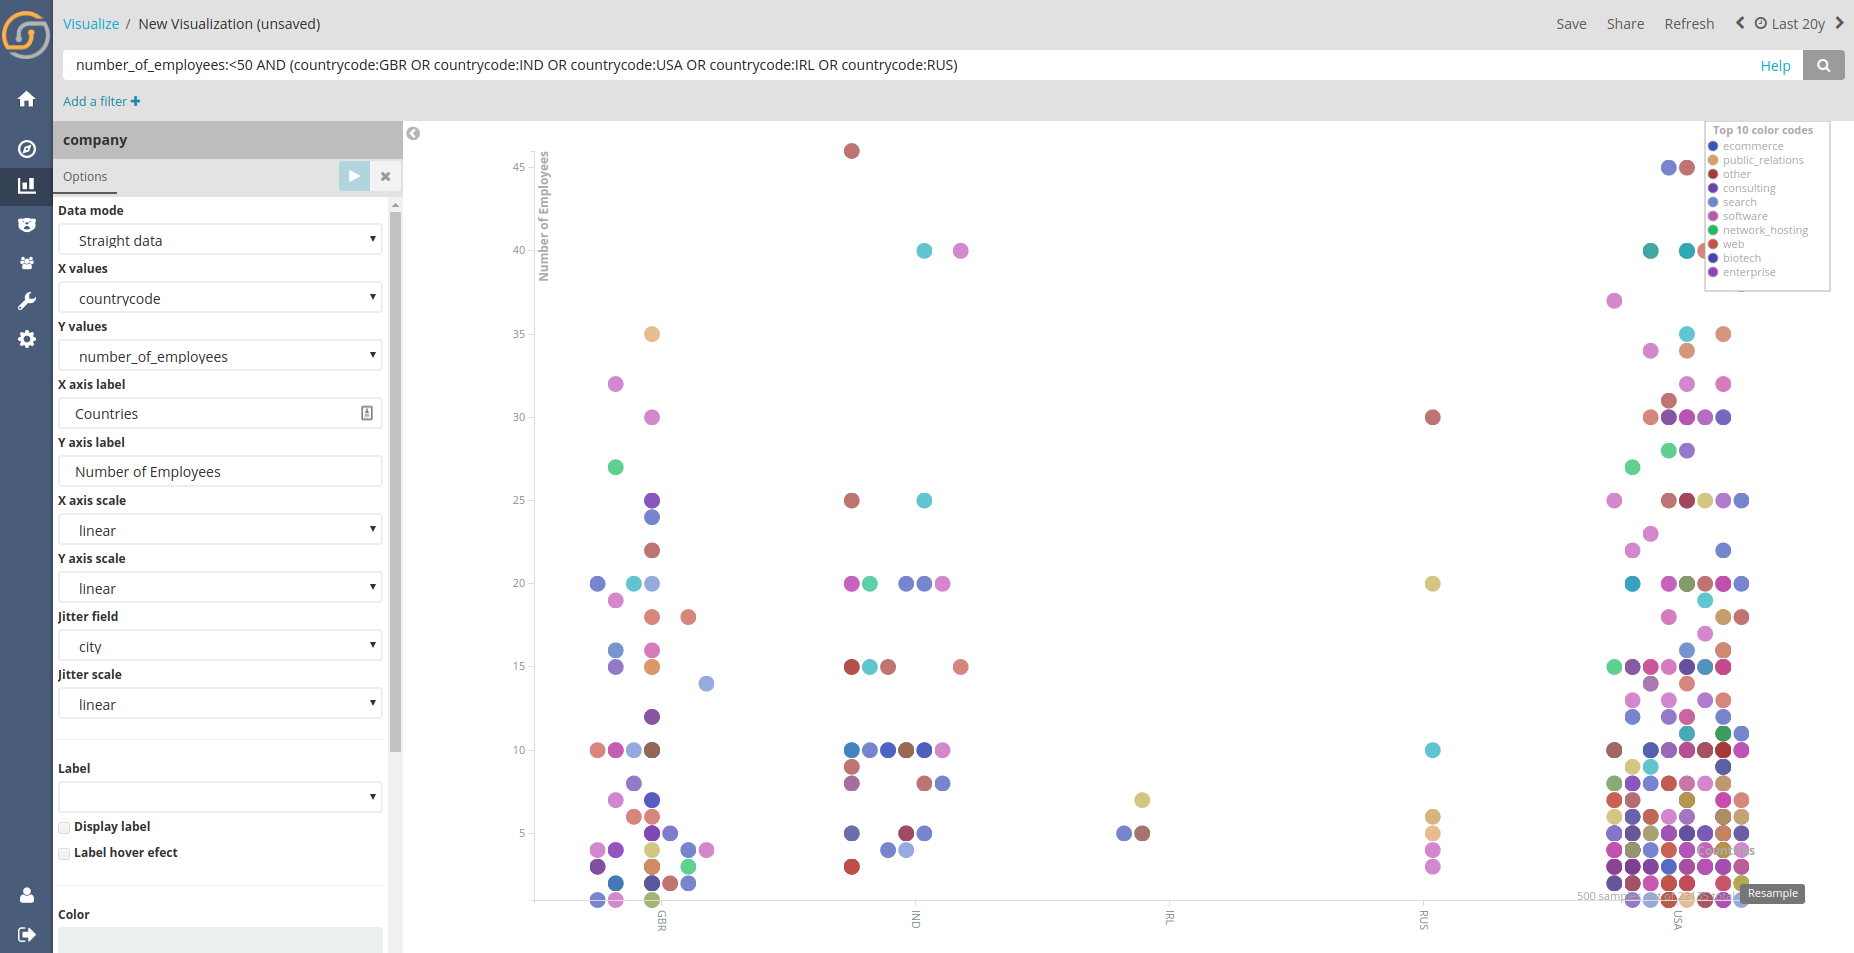 Visualize / New Visualization (unsaved)
Save Share Refresh Last 20y
number_of_employees:<50 AND (countrycode:GBR OR countrycode:IND OR countrycode:USA OR countrycode:IRL OR countrycode:RUS)
Help
Add a filter
company
Options
Data mode
Straight data
X values
countrycode
Y values
number_of_employees
X axis label
Countries
Y axis label
Number of Employees
X axis scale
linear
Y axis scale
linear
Jitter field
city
Jitter scale
linear
Label
Display label
Label hover efect
Color
Number of Employees
45
40
35
30
25
20
15
10
5
GBR
IND
IRL
RUS
USA
Top 10 color codes
ecommerce
public_relations
other
consulting
search
software
network_hosting
web
biotech
enterprise
Countries
500 samples
Resample